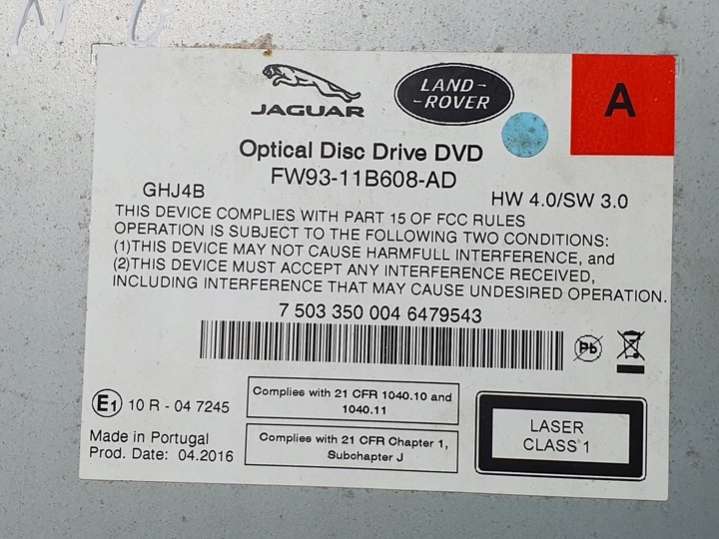 JAGUAR
LAND-
-ROVER
A
Optical Disc Drive DVD
FW93-11B608-AD
GHJ4B
HW 4.0/SW 3.0
THIS DEVICE COMPLIES WITH PART 15 OF FCC RULES
OPERATION IS SUBJECT TO THE FOLLOWING TWO CONDITIONS:
(1)THIS DEVICE MAY NOT CAUSE HARMFULL INTERFERENCE, and
(2)THIS DEVICE MUST ACCEPT ANY INTERFERENCE RECEIVED,
INCLUDING INTERFERENCE THAT MAY CAUSE UNDESIRED OPERATION.
7 503 350 004 6479543
Pb
E1 10 R - 04 7245
Made in Portugal
Prod. Date: 04.2016
Complies with 21 CFR 1040.10 and
1040.11
Complies with 21 CFR Chapter 1,
Subchapter J
LASER
CLASS 1